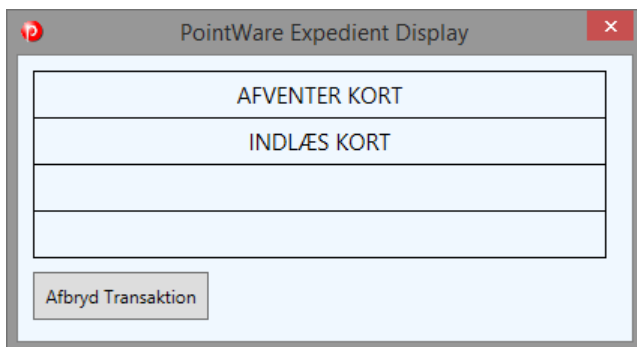 PointWare Expedient Display
AFVENTER KORT
INDLÆS KORT
Afbryd Transaktion